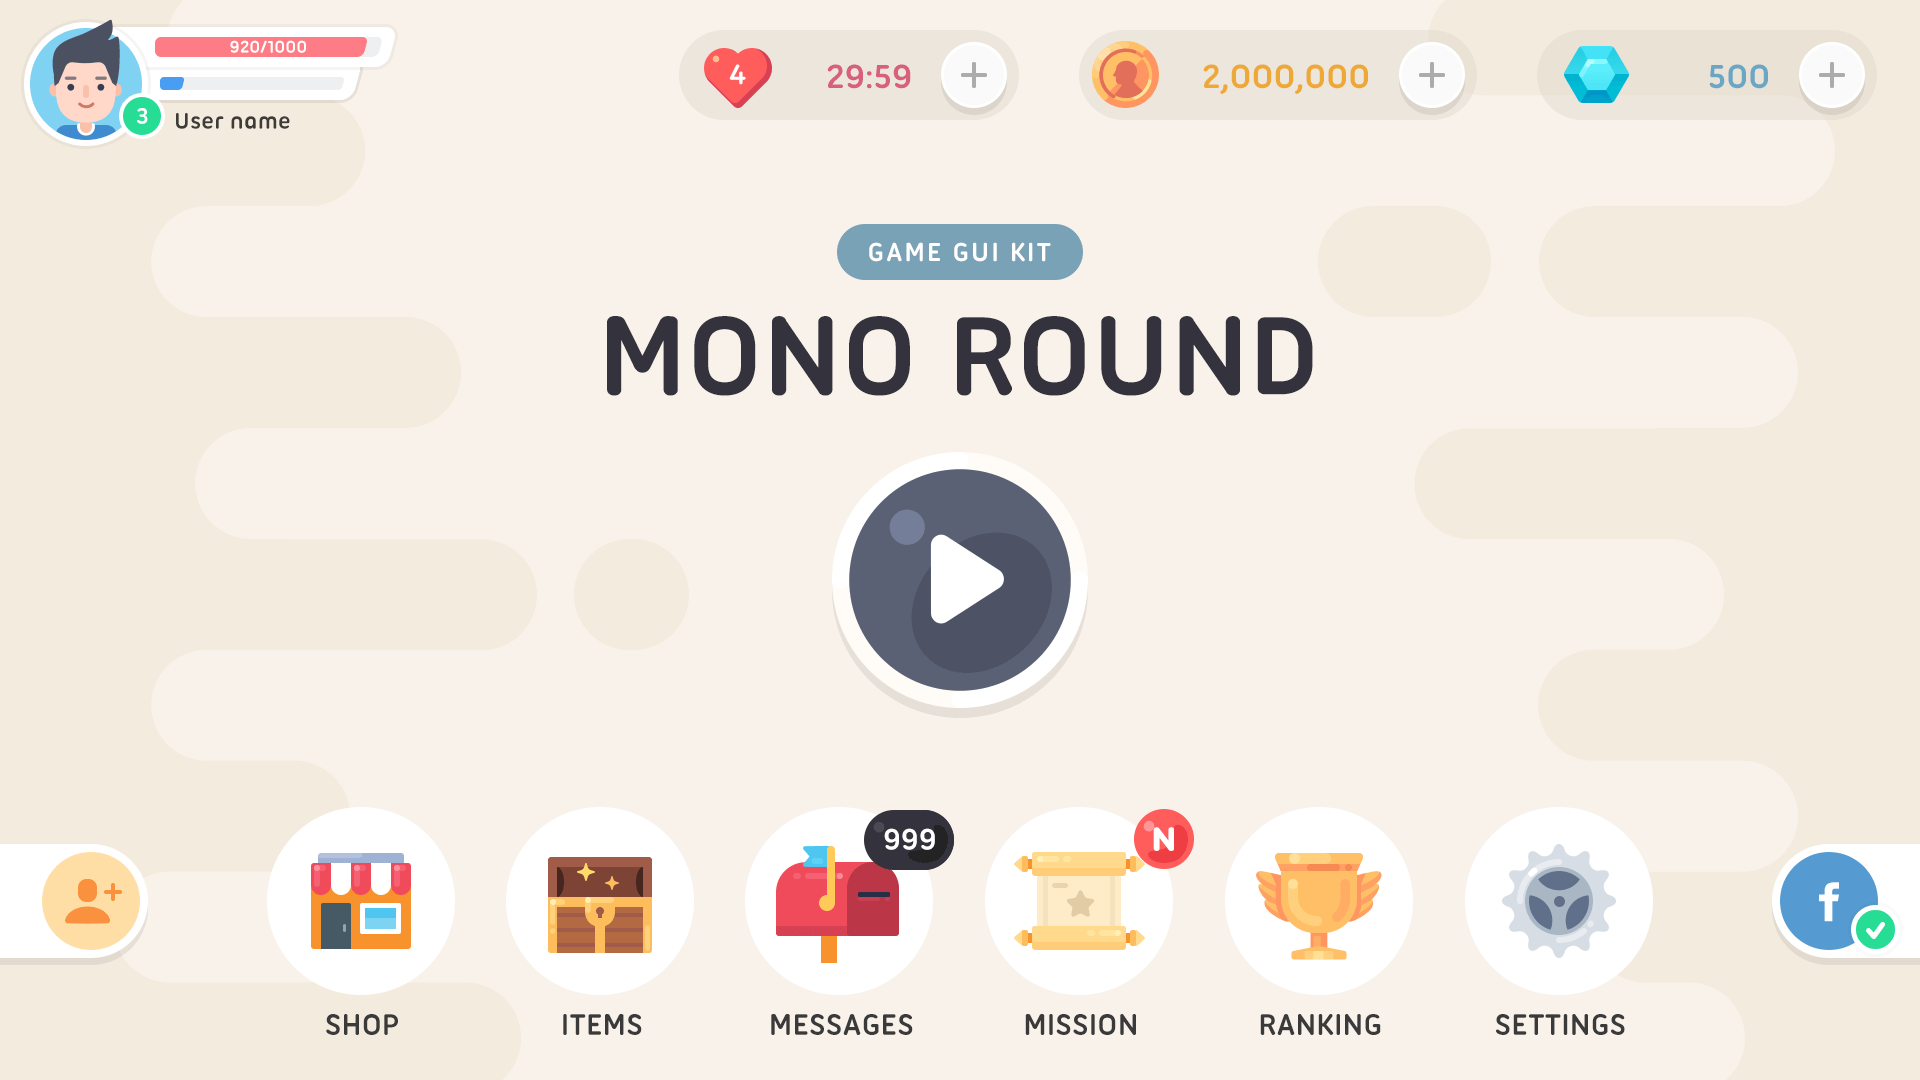 920/1000
3
User name
4
29:59
2,000,000
500
GAME GUI KIT
MONO ROUND
999
N
f
SHOP
ITEMS
MESSAGES
MISSION
RANKING
SETTINGS